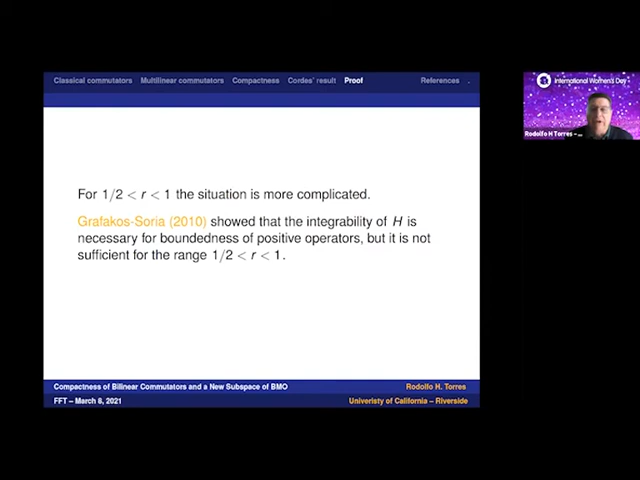 Classical commutators Multilinear commutators Compactness Cordes' result Proof References .
For 1/2 < r < 1 the situation is more complicated.
Grafakos-Soria (2010) showed that the integrability of H is
necessary for boundedness of positive operators, but it is not
sufficient for the range 1/2 < r < 1.
Compactness of Bilinear Commutators and a New Subspace of BMO Rodolfo H. Torres
FFT – March 8, 2021 Univeristy of California – Riverside
International Women's Day
Rodolfo H Torres – ...